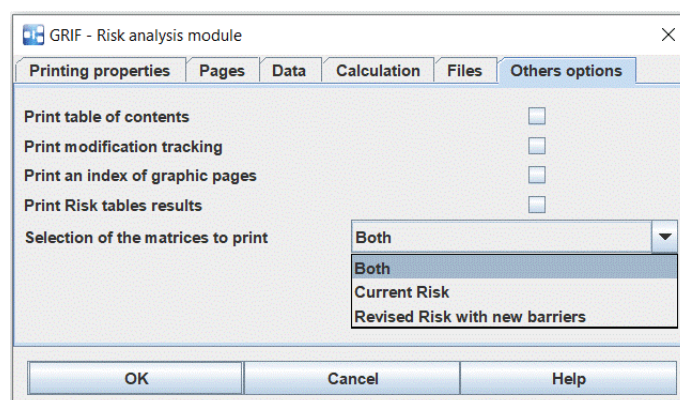 GRIF - Risk analysis module
Printing properties Pages Data Calculation Files Others options
Print table of contents
Print modification tracking
Print an index of graphic pages
Print Risk tables results
Selection of the matrices to print Both
Both
Current Risk
Revised Risk with new barriers
OK Cancel Help